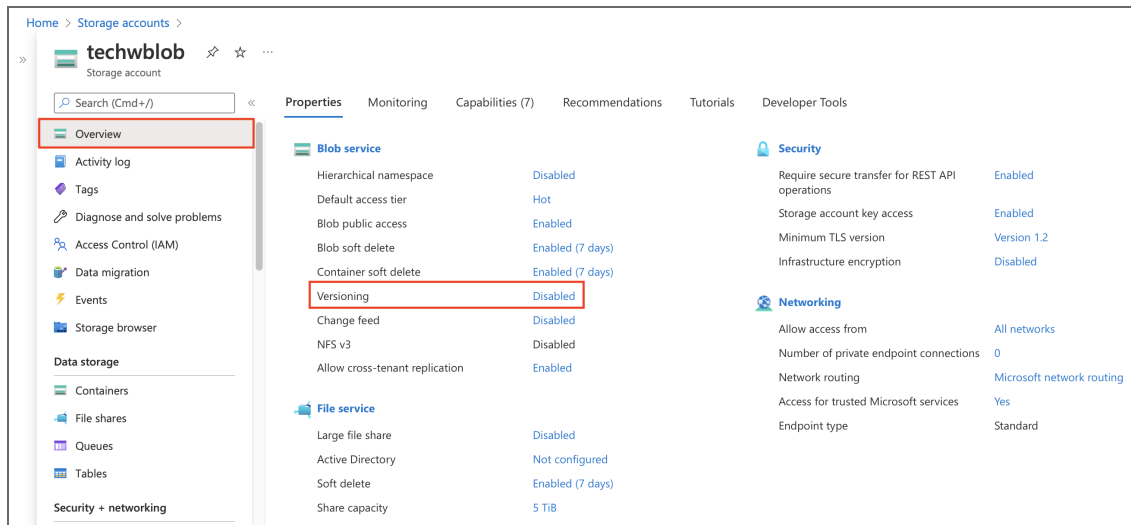 Home > Storage accounts >
»
techwblob
Storage account
Search (Cmd+/)
«
Overview
Activity log
Tags
Diagnose and solve problems
Access Control (IAM)
Data migration
Events
Storage browser
Data storage
Containers
File shares
Queues
Tables
Security + networking
Properties Monitoring Capabilities (7) Recommendations Tutorials Developer Tools
Blob service
Hierarchical namespace Disabled
Default access tier Hot
Blob public access Enabled
Blob soft delete Enabled (7 days)
Container soft delete Enabled (7 days)
Versioning Disabled
Change feed Disabled
NFS v3 Disabled
Allow cross-tenant replication Enabled
File service
Large file share Disabled
Active Directory Not configured
Soft delete Enabled (7 days)
Share capacity 5 TiB
Security
Require secure transfer for REST API Enabled
operations
Storage account key access Enabled
Minimum TLS version Version 1.2
Infrastructure encryption Disabled
Networking
Allow access from All networks
Number of private endpoint connections 0
Network routing Microsoft network routing
Access for trusted Microsoft services Yes
Endpoint type Standard